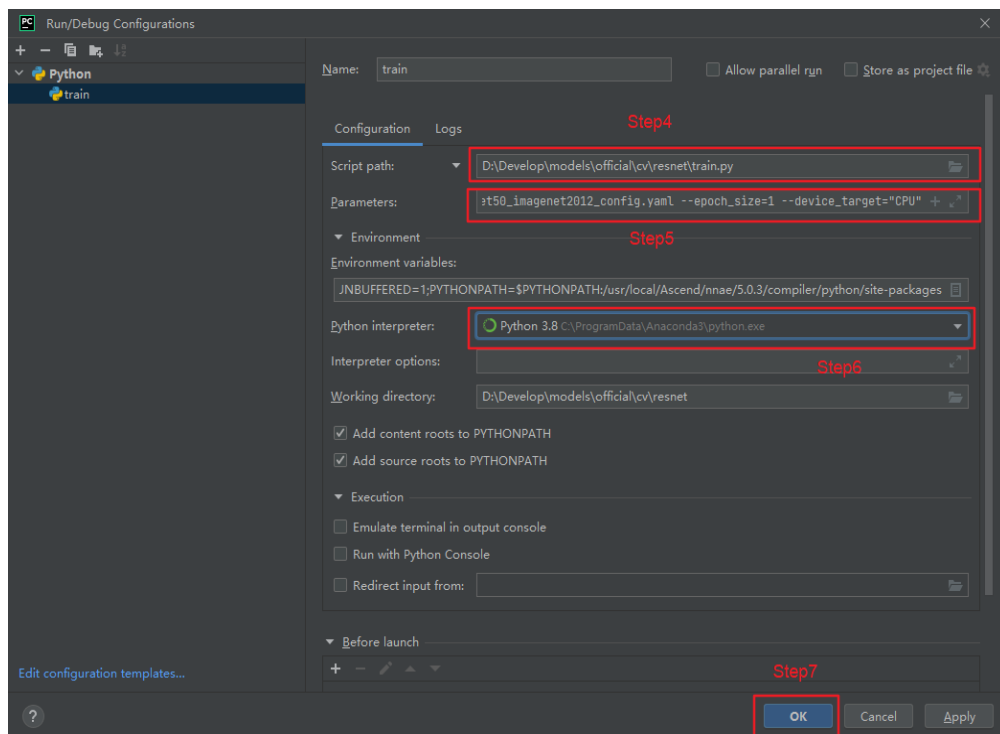 PC Run/Debug Configurations
Python
train
Name: train Allow parallel run Store as project file
Step4
Configuration Logs
Script path: D:\Develop\models\official\cv\resnet\train.py
Parameters: et50_imagenet2012_config.yaml --epoch_size=1 --device_target="CPU"
Step5
Environment
Environment variables:
JNBUFFERED=1;PYTHONPATH=$PYTHONPATH:/usr/local/Ascend/nnae/5.0.3/compiler/python/site-packages
Python interpreter: Python 3.8 C:\ProgramData\Anaconda3\python.exe
Interpreter options:
Step6
Working directory: D:\Develop\models\official\cv\resnet
Add content roots to PYTHONPATH
Add source roots to PYTHONPATH
Execution
Emulate terminal in output console
Run with Python Console
Redirect input from:
Before launch
Edit configuration templates...
Step7
? OK Cancel Apply